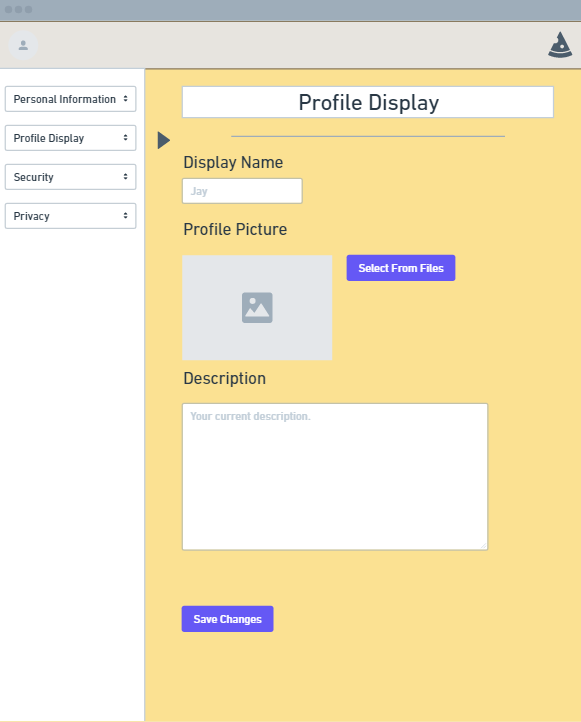 Personal Information
Profile Display
Security
Privacy
Profile Display
Display Name
Jay
Profile Picture
Select From Files
Description
Your current description.
Save Changes